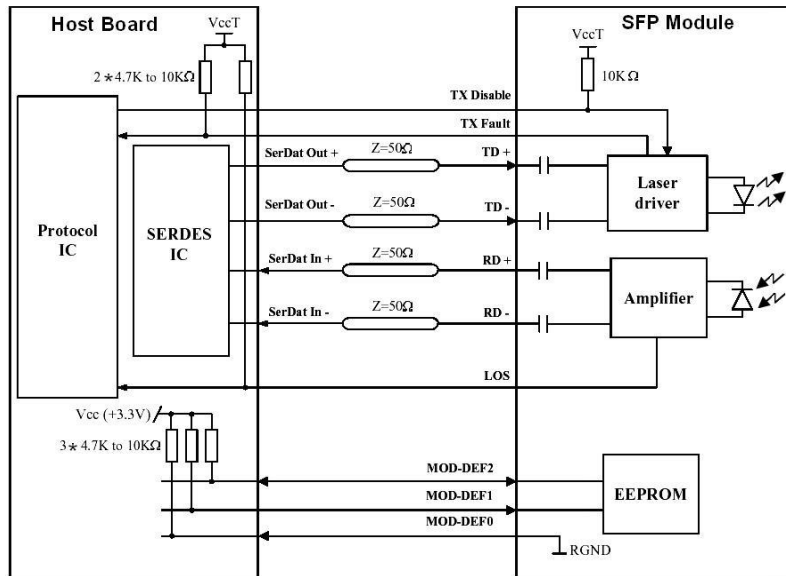 Host Board
SFP Module
VccT
VccT
2*4.7K to 10KΩ
10KΩ
TX Disable
TX Fault
SerDat Out +
Z=50Ω
TD +
SerDat Out -
Z=50Ω
TD -
Laser
driver
Protocol
IC
SERDES
IC
SerDat In +
Z=50Ω
RD +
SerDat In -
Z=50Ω
RD -
Amplifier
LOS
Vcc (+3.3V)
3*4.7K to 10KΩ
MOD-DEF2
MOD-DEF1
MOD-DEF0
EEPROM
RGND